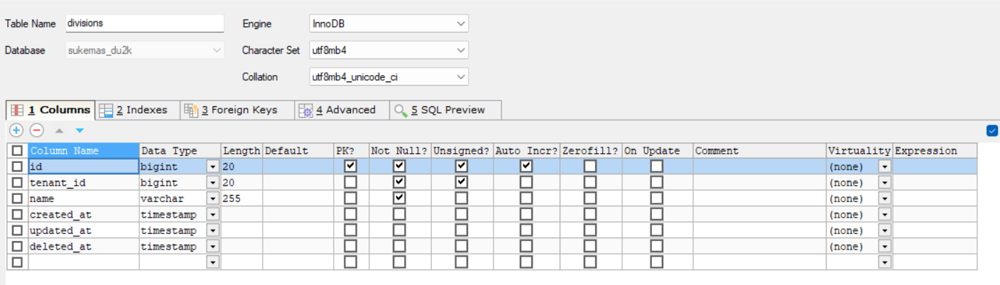 Table Name divisions Engine InnoDB
Database sukemas_du2k Character Set utf8mb4
Collation utf8mb4_unicode_ci
1 Columns 2 Indexes 3 Foreign Keys 4 Advanced 5 SQL Preview
Column Name Data Type Length Default PK? Not Null? Unsigned? Auto Incr? Zerofill? On Update Comment Virtuality Expression
id bigint 20 (none)
tenant_id bigint 20 (none)
name varchar 255 (none)
created_at timestamp (none)
updated_at timestamp (none)
deleted_at timestamp (none)